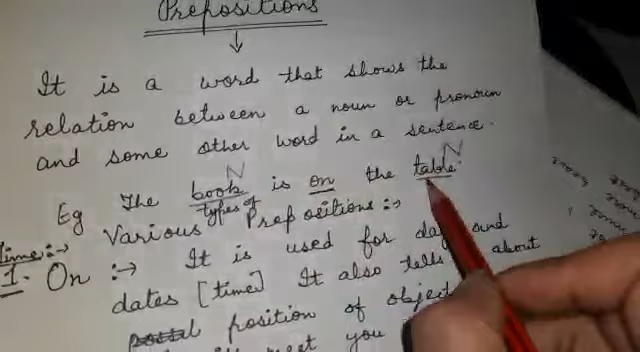 Prepositions
It is a word that shows the
relation between a noun or pronoun
and some other word in a sentence.
N N
Eg The book is on the table.
types of
Various Prepositions :→
Time :→
1. On :→ It is used for day and
dates [time] It also tells about
position of object
meet you